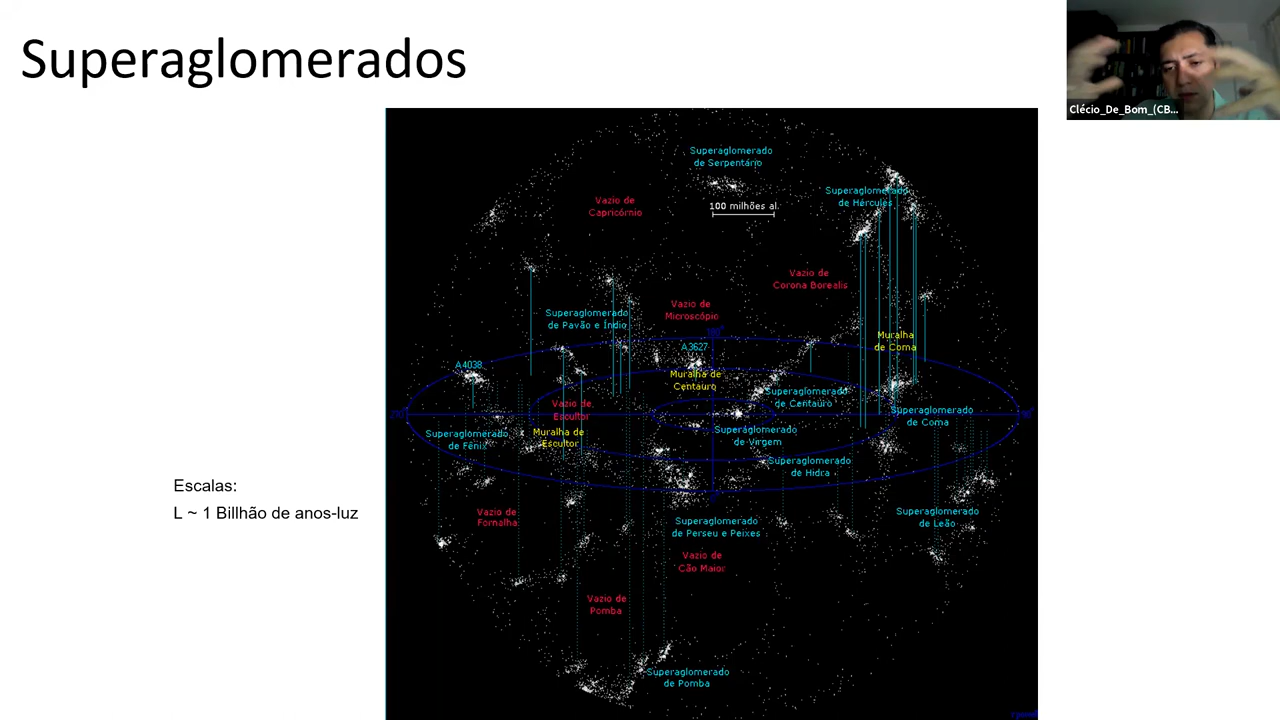 Superaglomerados
Clécio_De_Bom_(CB...
Superaglomerado
de Serpentário
Superaglomerado
de Hércules
Vazio de
Capricórnio
100 milhões al.
Vazio de
Corona Borealis
Vazio de
Microscópio
Superaglomerado
de Pavão e Índio
180°
Muralha
de Coma
A3627
A4038
Muralha de
Centauro
Superaglomerado
de Centauro
Vazio de
Escultor
Superaglomerado
de Coma
Superaglomerado
de Fênix
Muralha de
Escultor
Superaglomerado
de Virgem
Superaglomerado
de Hidra
Escalas:
L ~ 1 Billhão de anos-luz
Vazio de
Fornalha
Superaglomerado
de Perseu e Peixes
Superaglomerado
de Leão
Vazio de
Cão Maior
Vazio de
Pomba
Superaglomerado
de Pomba